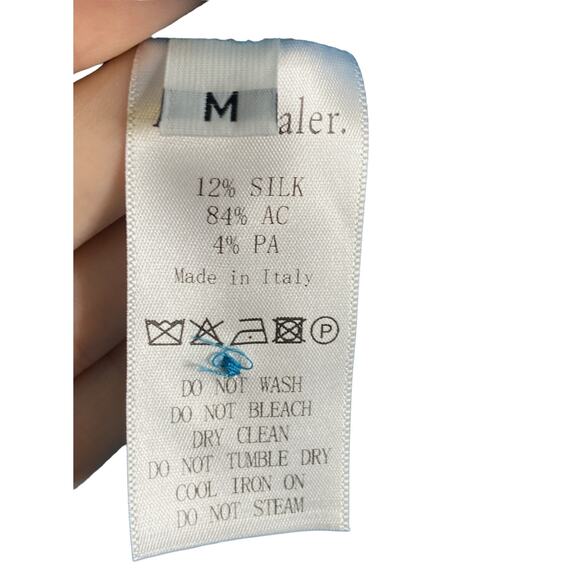 M
aler.
12% SILK
84% AC
4% PA
Made in Italy
P
DO NOT WASH
DO NOT BLEACH
DRY CLEAN
DO NOT TUMBLE DRY
COOL IRON ON
DO NOT STEAM